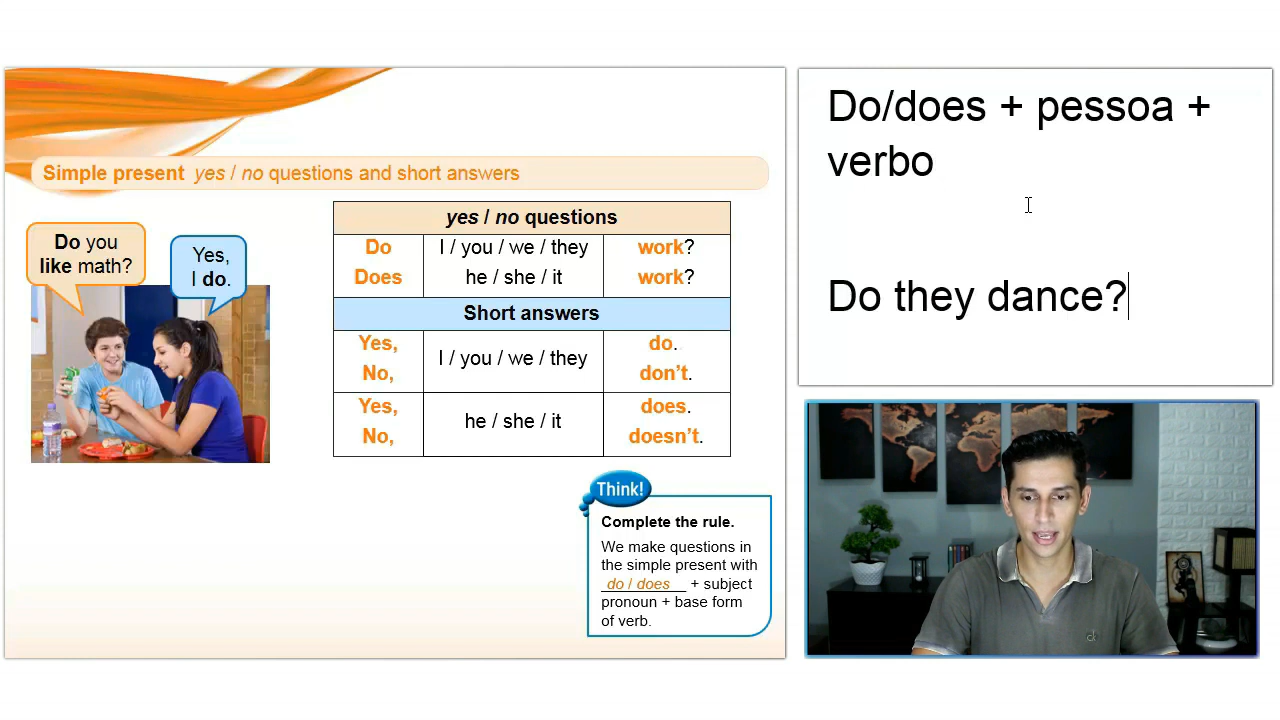 Simple present yes / no questions and short answers
Do you
like math?
Yes,
I do.
yes / no questions
Do I / you / we / they work?
Does he / she / it work?
Short answers
Yes, do.
I / you / we / they
No, don’t.
Yes, does.
he / she / it
No, doesn’t.
Think!
Complete the rule.
We make questions in
the simple present with
do / does + subject
pronoun + base form
of verb.
Do/does + pessoa +
verbo
Do they dance?
ck